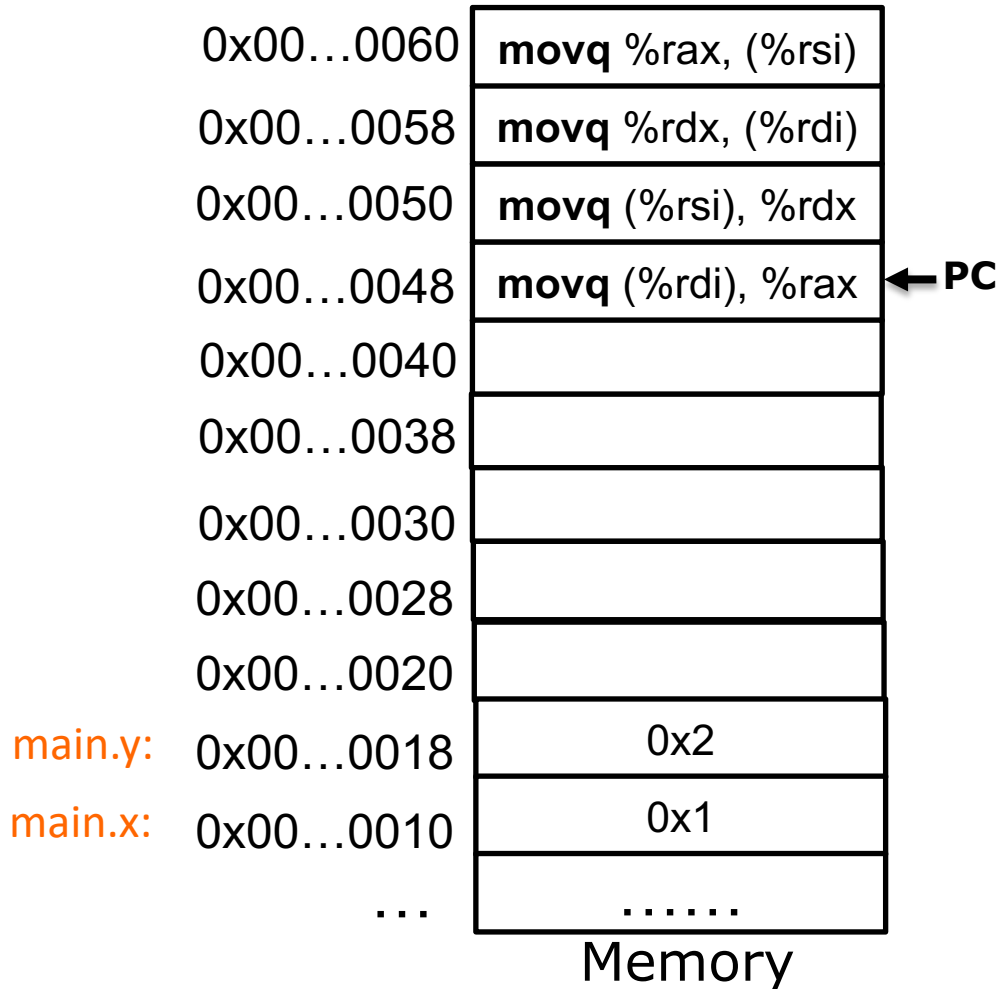 0x00…0060 movq %rax, (%rsi)
0x00…0058 movq %rdx, (%rdi)
0x00…0050 movq (%rsi), %rdx
0x00…0048 movq (%rdi), %rax PC
0x00…0040
0x00…0038
0x00…0030
0x00…0028
0x00…0020
main.y: 0x00…0018 0x2
main.x: 0x00…0010 0x1
… ……
Memory